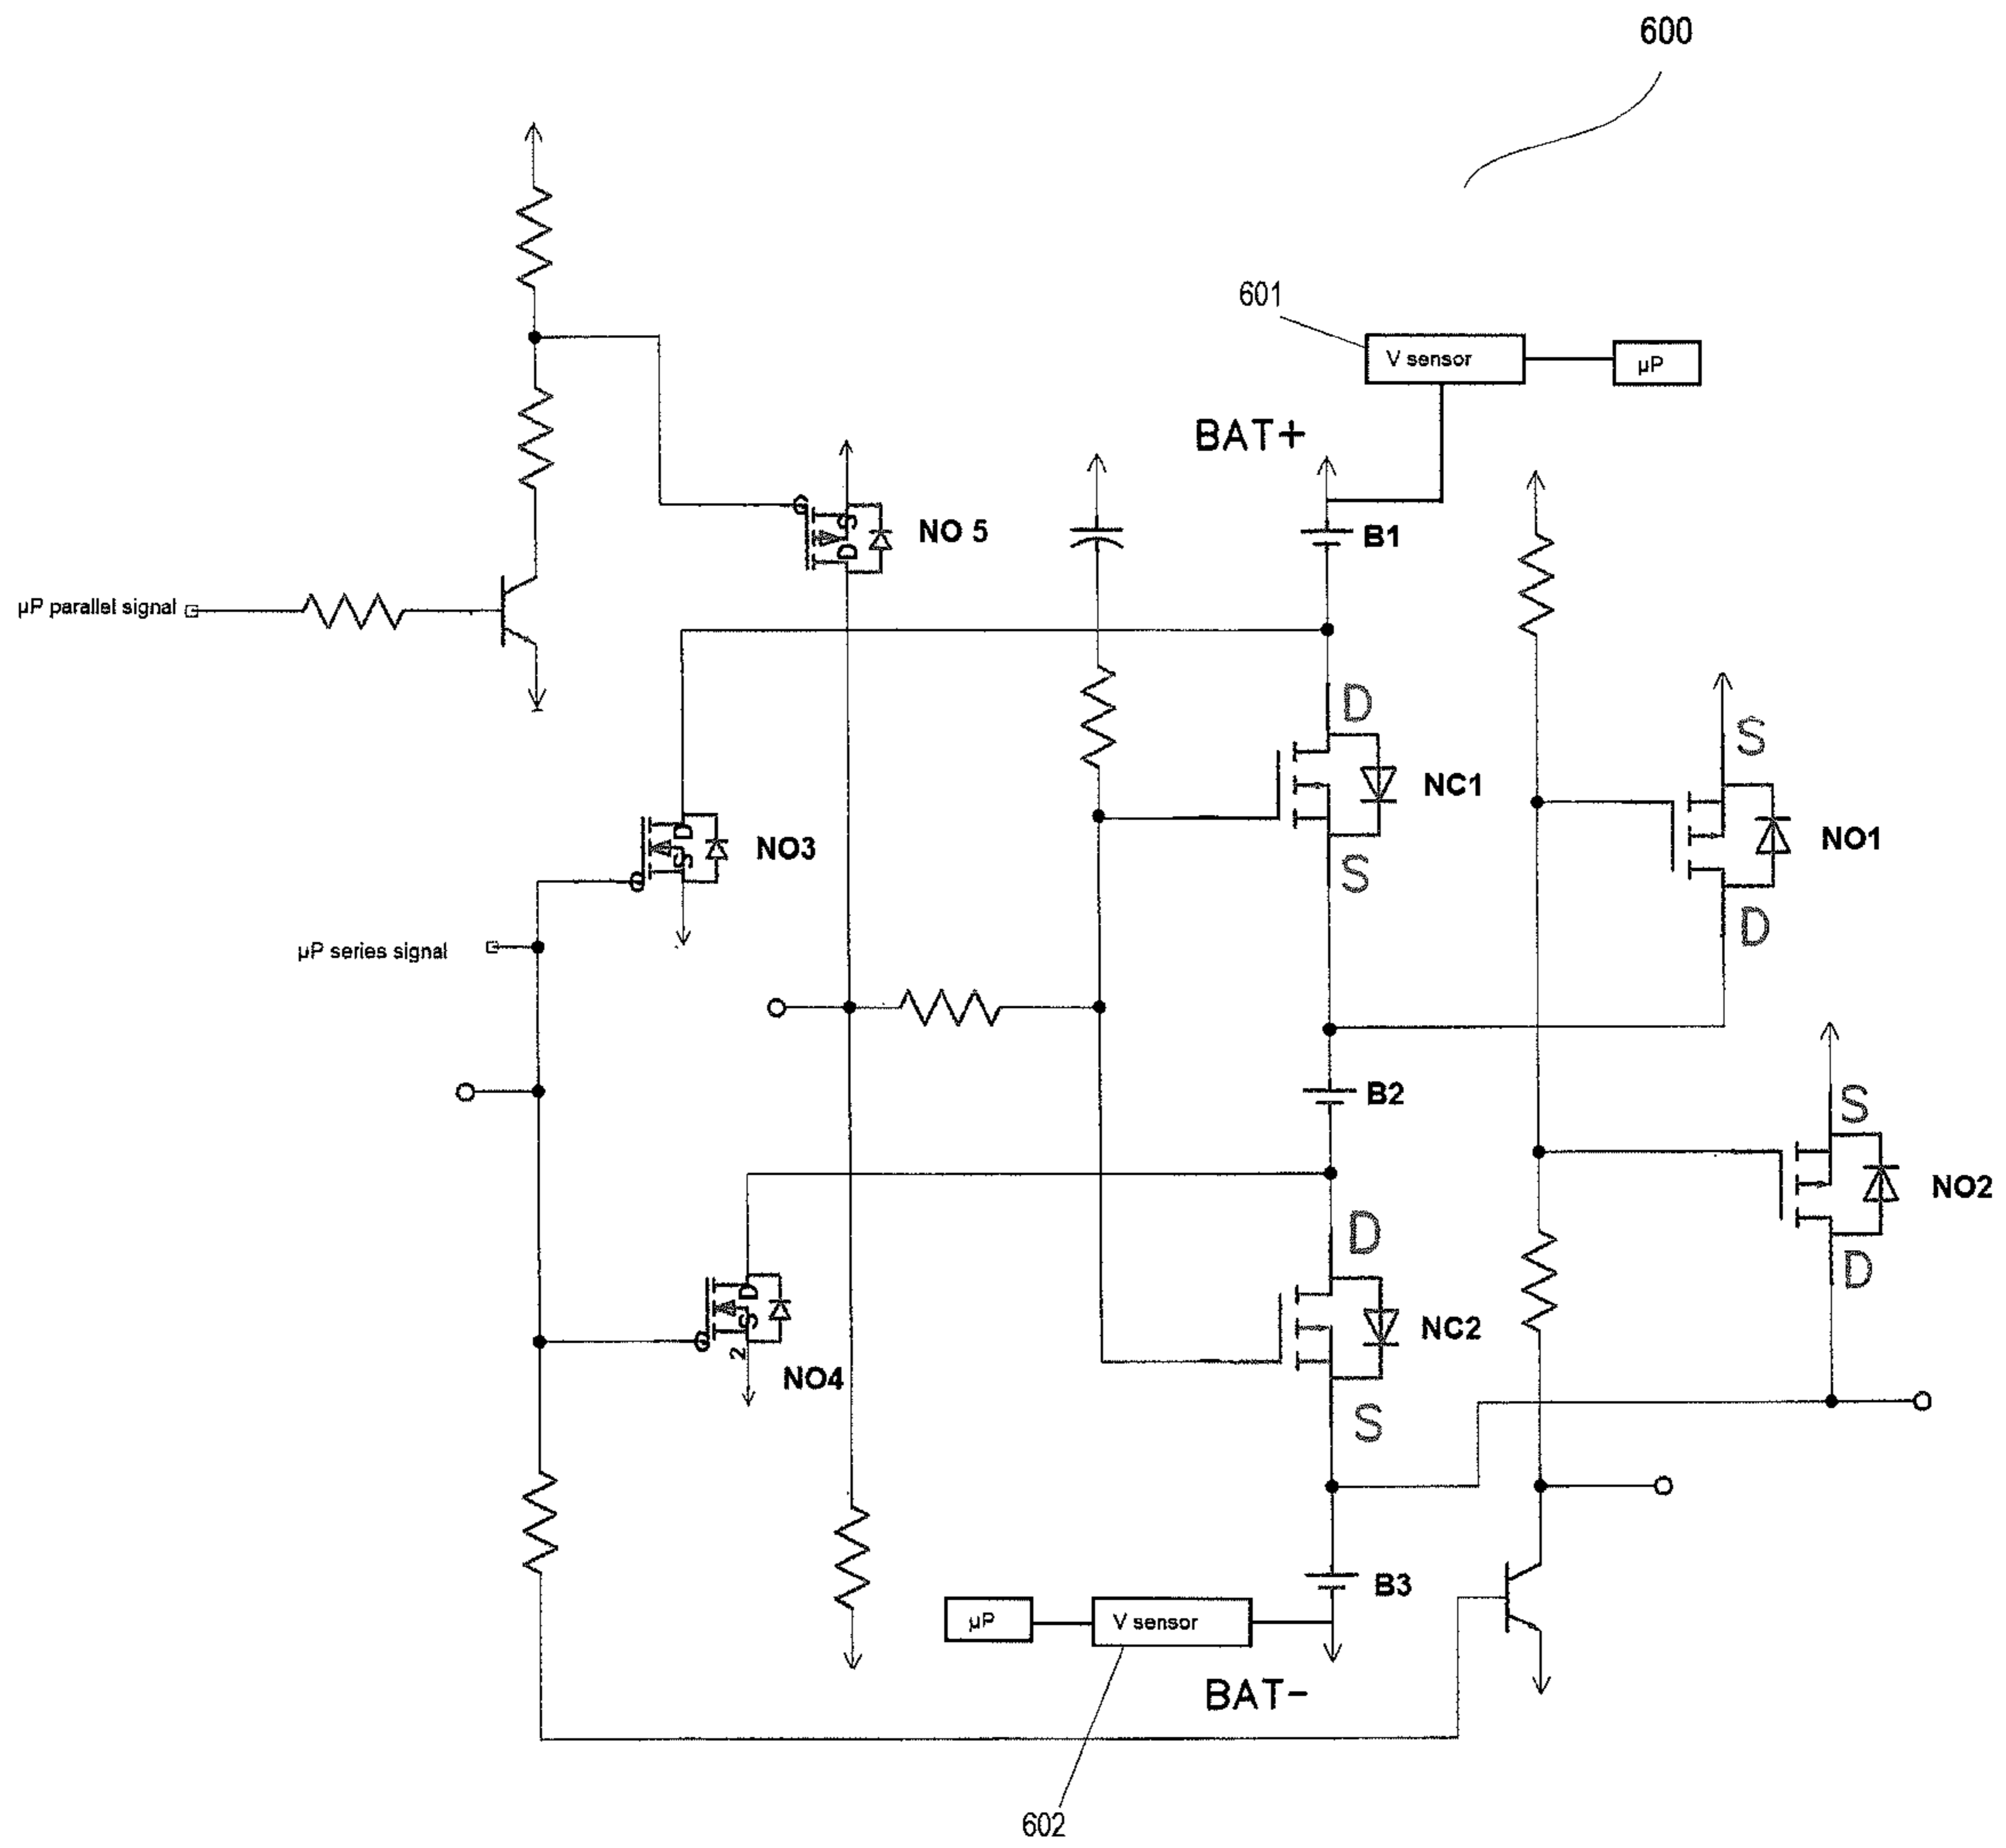 600
601
V sensor
µP
BAT+
B1
S
D
NO 5
µP parallel signal
D
NC1
S
S
NO1
D
D
S
NO3
µP series signal
B2
S
NO2
D
D
NC2
S
D
S
2
NO4
B3
µP
V sensor
BAT-
602